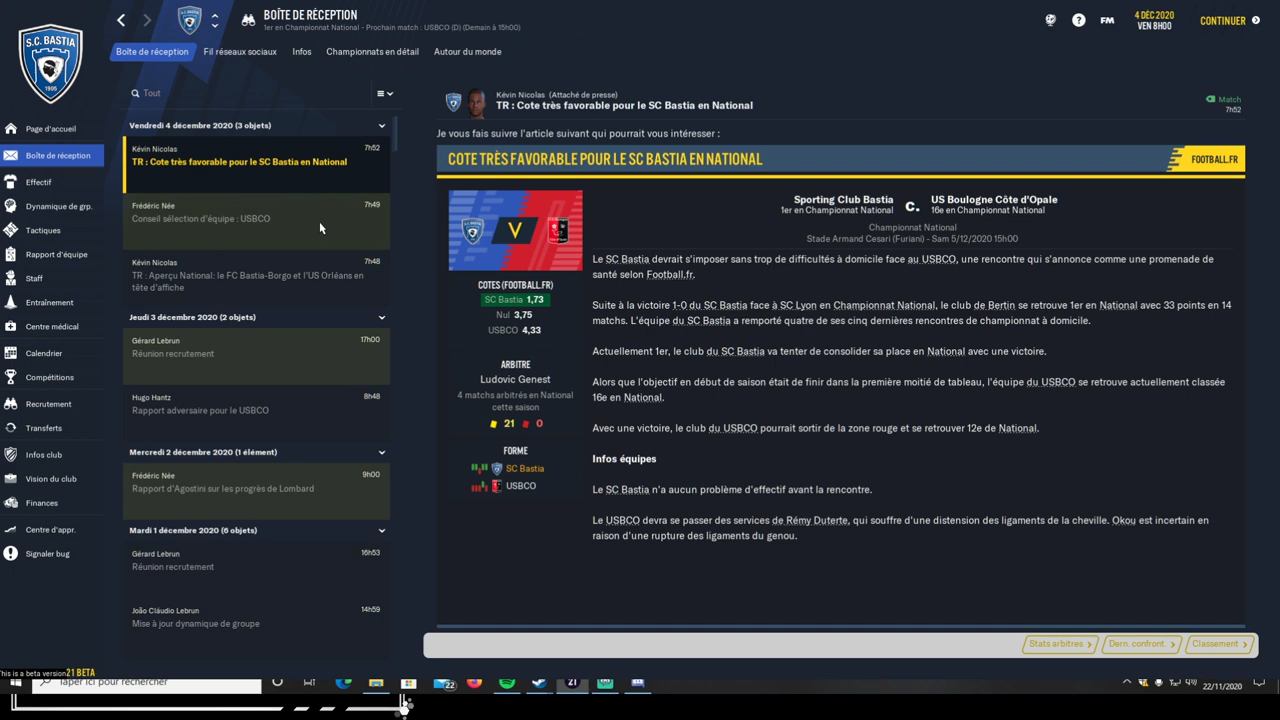 S.C. BASTIA
1905
BOÎTE DE RÉCEPTION
1er en Championnat National - Prochain match : USBCO (D) (Demain à 15h00)
FM
4 DÉC 2020
VEN 8H00
CONTINUER
Boîte de réception
Fil réseaux sociaux
Infos
Championnats en détail
Autour du monde
Page d'accueil
Boîte de réception
Effectif
Dynamique de grp.
Tactiques
Rapport d'équipe
Staff
Entraînement
Centre médical
Calendrier
Compétitions
Recrutement
Transferts
Infos club
Vision du club
Finances
Centre d'appr.
Signaler bug
Tout
Vendredi 4 décembre 2020 (3 objets)
Kévin Nicolas 7h52
TR : Cote très favorable pour le SC Bastia en National
Frédéric Née 7h49
Conseil sélection d'équipe : USBCO
Kévin Nicolas 7h48
TR : Aperçu National: le FC Bastia-Borgo et l'US Orléans en
tête d'affiche
Jeudi 3 décembre 2020 (2 objets)
Gérard Lebrun 17h00
Réunion recrutement
Hugo Hantz 8h48
Rapport adversaire pour le USBCO
Mercredi 2 décembre 2020 (1 élément)
Frédéric Née 9h00
Rapport d'Agostini sur les progrès de Lombard
Mardi 1 décembre 2020 (6 objets)
Gérard Lebrun 16h53
Réunion recrutement
João Cláudio Lebrun 14h59
Mise à jour dynamique de groupe
Kévin Nicolas (Attaché de presse)
TR : Cote très favorable pour le SC Bastia en National
Match
7h52
Je vous fais suivre l'article suivant qui pourrait vous intéresser :
COTE TRÈS FAVORABLE POUR LE SC BASTIA EN NATIONAL
FOOTBALL.FR
V
COTES (FOOTBALL.FR)
SC Bastia 1,73
Nul 3,75
USBCO 4,33
ARBITRE
Ludovic Genest
4 matchs arbitrés en National
cette saison
21 0
FORME
SC Bastia
USBCO
Sporting Club Bastia c. US Boulogne Côte d'Opale
1er en Championnat National 16e en Championnat National
Championnat National
Stade Armand Cesari (Furiani) - Sam 5/12/2020 15h00
Le SC Bastia devrait s'imposer sans trop de difficultés à domicile face au USBCO, une rencontre qui s'annonce comme une promenade de
santé selon Football.fr.
Suite à la victoire 1-0 du SC Bastia face à SC Lyon en Championnat National, le club de Bertin se retrouve 1er en National avec 33 points en 14
matchs. L'équipe du SC Bastia a remporté quatre de ses cinq dernières rencontres de championnat à domicile.
Actuellement 1er, le club du SC Bastia va tenter de consolider sa place en National avec une victoire.
Alors que l'objectif en début de saison était de finir dans la première moitié de tableau, l'équipe du USBCO se retrouve actuellement classée
16e en National.
Avec une victoire, le club du USBCO pourrait sortir de la zone rouge et se retrouver 12e de National.
Infos équipes
Le SC Bastia n'a aucun problème d'effectif avant la rencontre.
Le USBCO devra se passer des services de Rémy Duterte, qui souffre d'une distension des ligaments de la cheville. Okou est incertain en
raison d'une rupture des ligaments du genou.
Stats arbitres
Dern. confront.
Classement
This is a beta version 21 BETA
Taper ici pour rechercher
22
21
22/11/2020